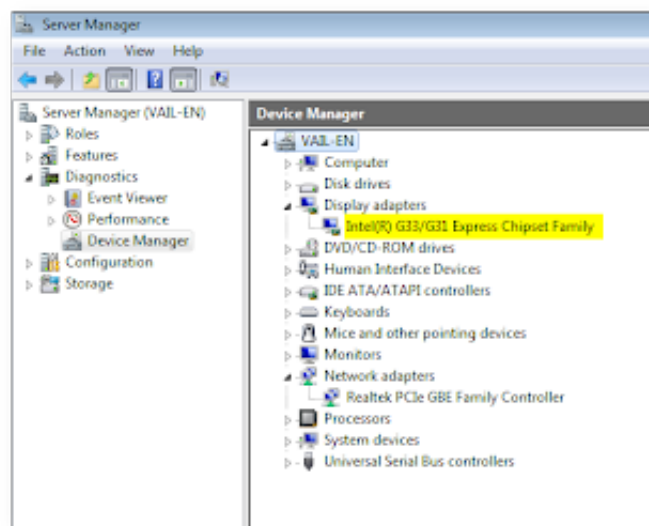 Server Manager
File Action View Help
Server Manager (VAIL-EN)
Roles
Features
Diagnostics
Event Viewer
Performance
Device Manager
Configuration
Storage
Device Manager
VAIL-EN
Computer
Disk drives
Display adapters
Intel(R) G33/G31 Express Chipset Family
DVD/CD-ROM drives
Human Interface Devices
IDE ATA/ATAPI controllers
Keyboards
Mice and other pointing devices
Monitors
Network adapters
Realtek PCIe GBE Family Controller
Processors
System devices
Universal Serial Bus controllers